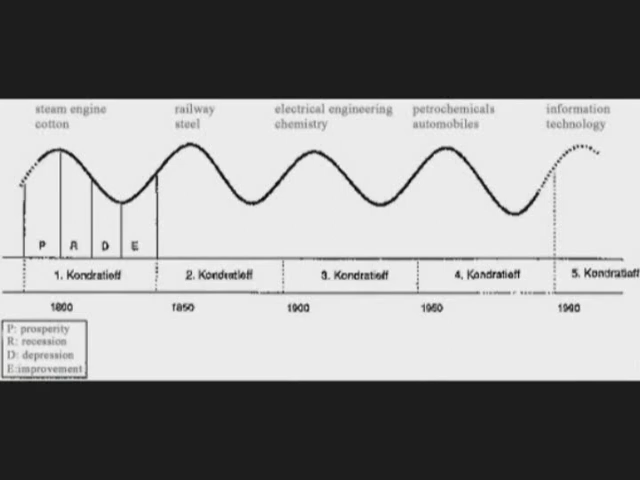 steam engine
cotton
railway
steel
electrical engineering
chemistry
petrochemicals
automobiles
information
technology
P R D E
1. Kondratieff
2. Kondratieff
3. Kondratieff
4. Kondratieff
5. Kondratieff
1800
1850
1900
1950
1990
P: prosperity
R: recession
D: depression
E:improvement